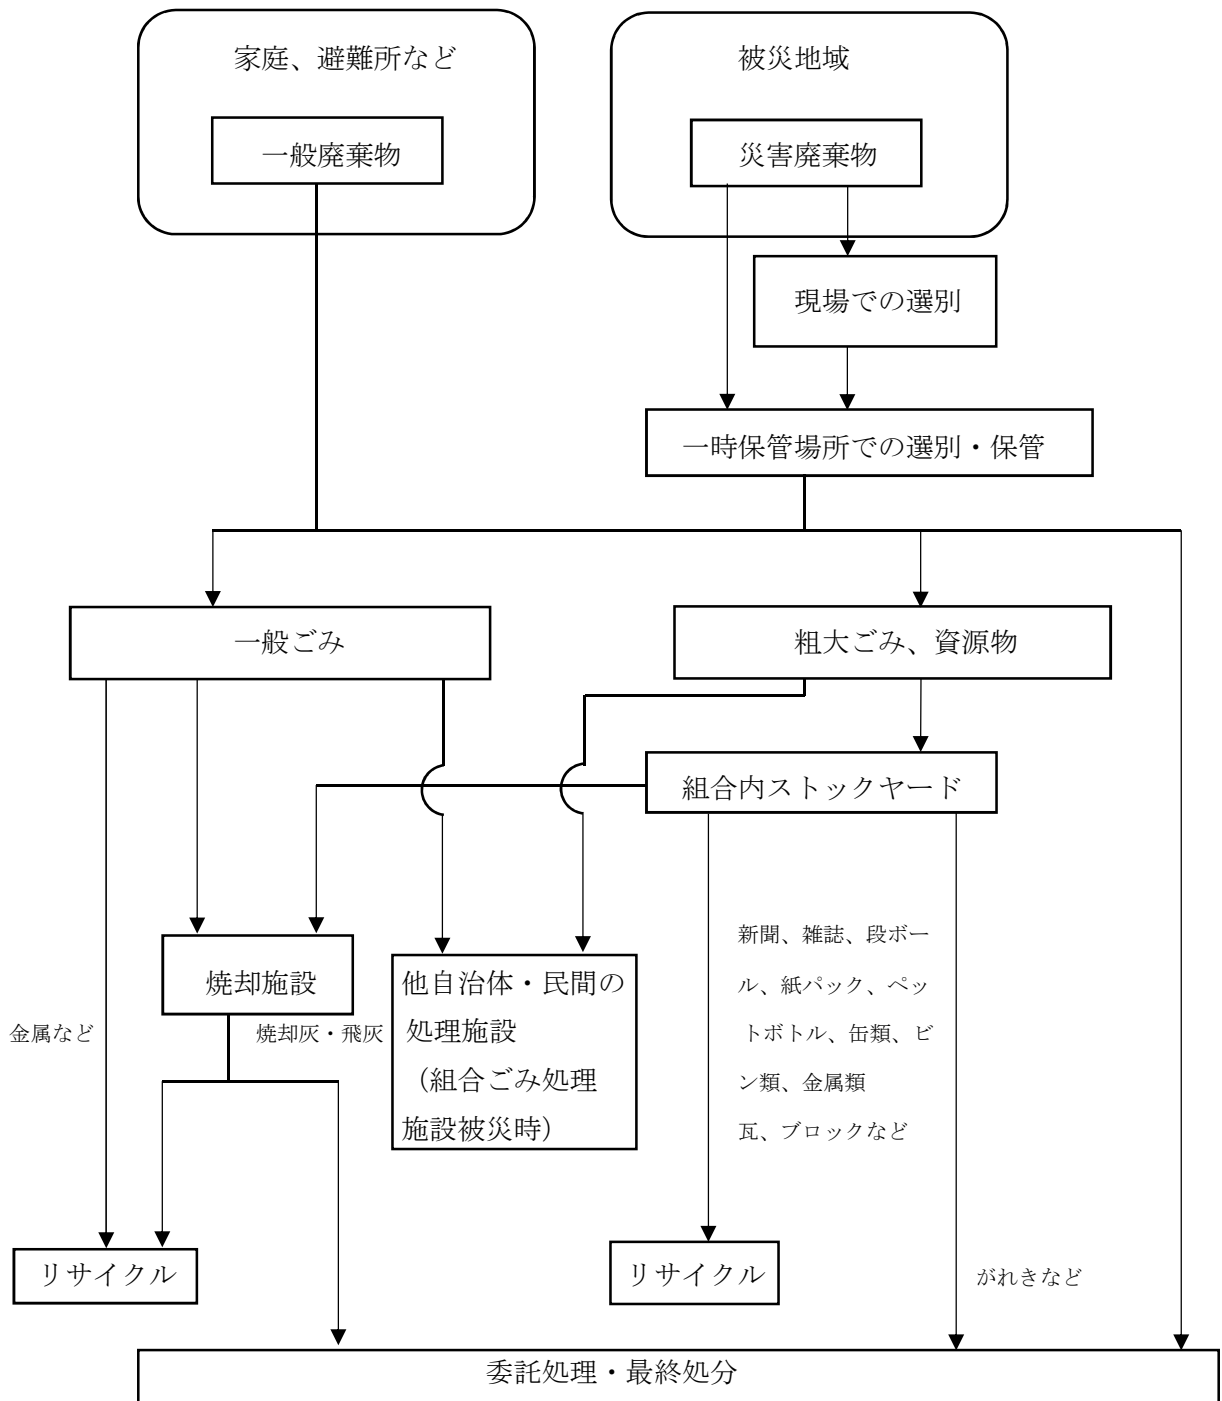 家庭、避難所など
被災地域
一般廃棄物
災害廃棄物
現場での選別
一時保管場所での選別・保管
一般ごみ
粗大ごみ、資源物
組合内ストックヤード
新聞、雑誌、段ボー
ル、紙パック、ペッ
トボトル、缶類、ビ
ン類、金属類
瓦、ブロックなど
焼却施設
他自治体・民間の
処理施設
（組合ごみ処理
施設被災時）
金属など
焼却灰・飛灰
リサイクル
リサイクル
がれきなど
委託処理・最終処分